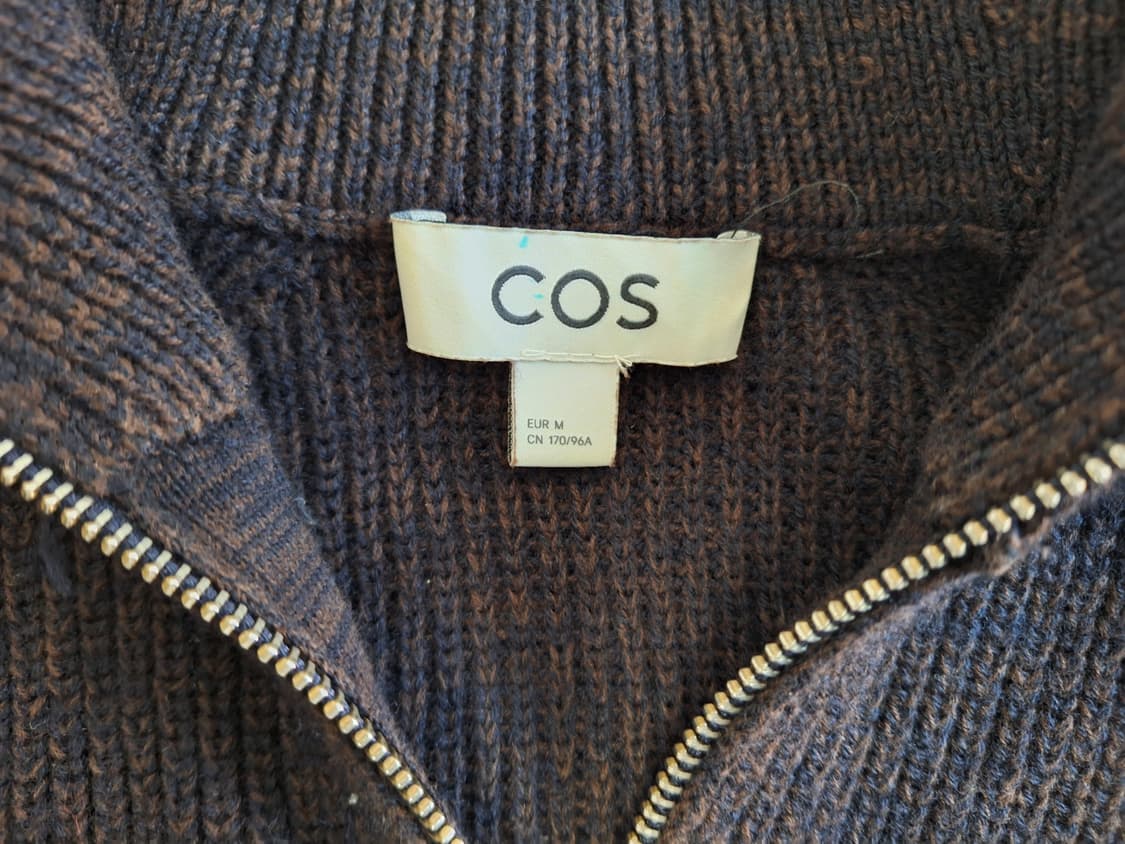 COS
EUR M
CN 170/96A